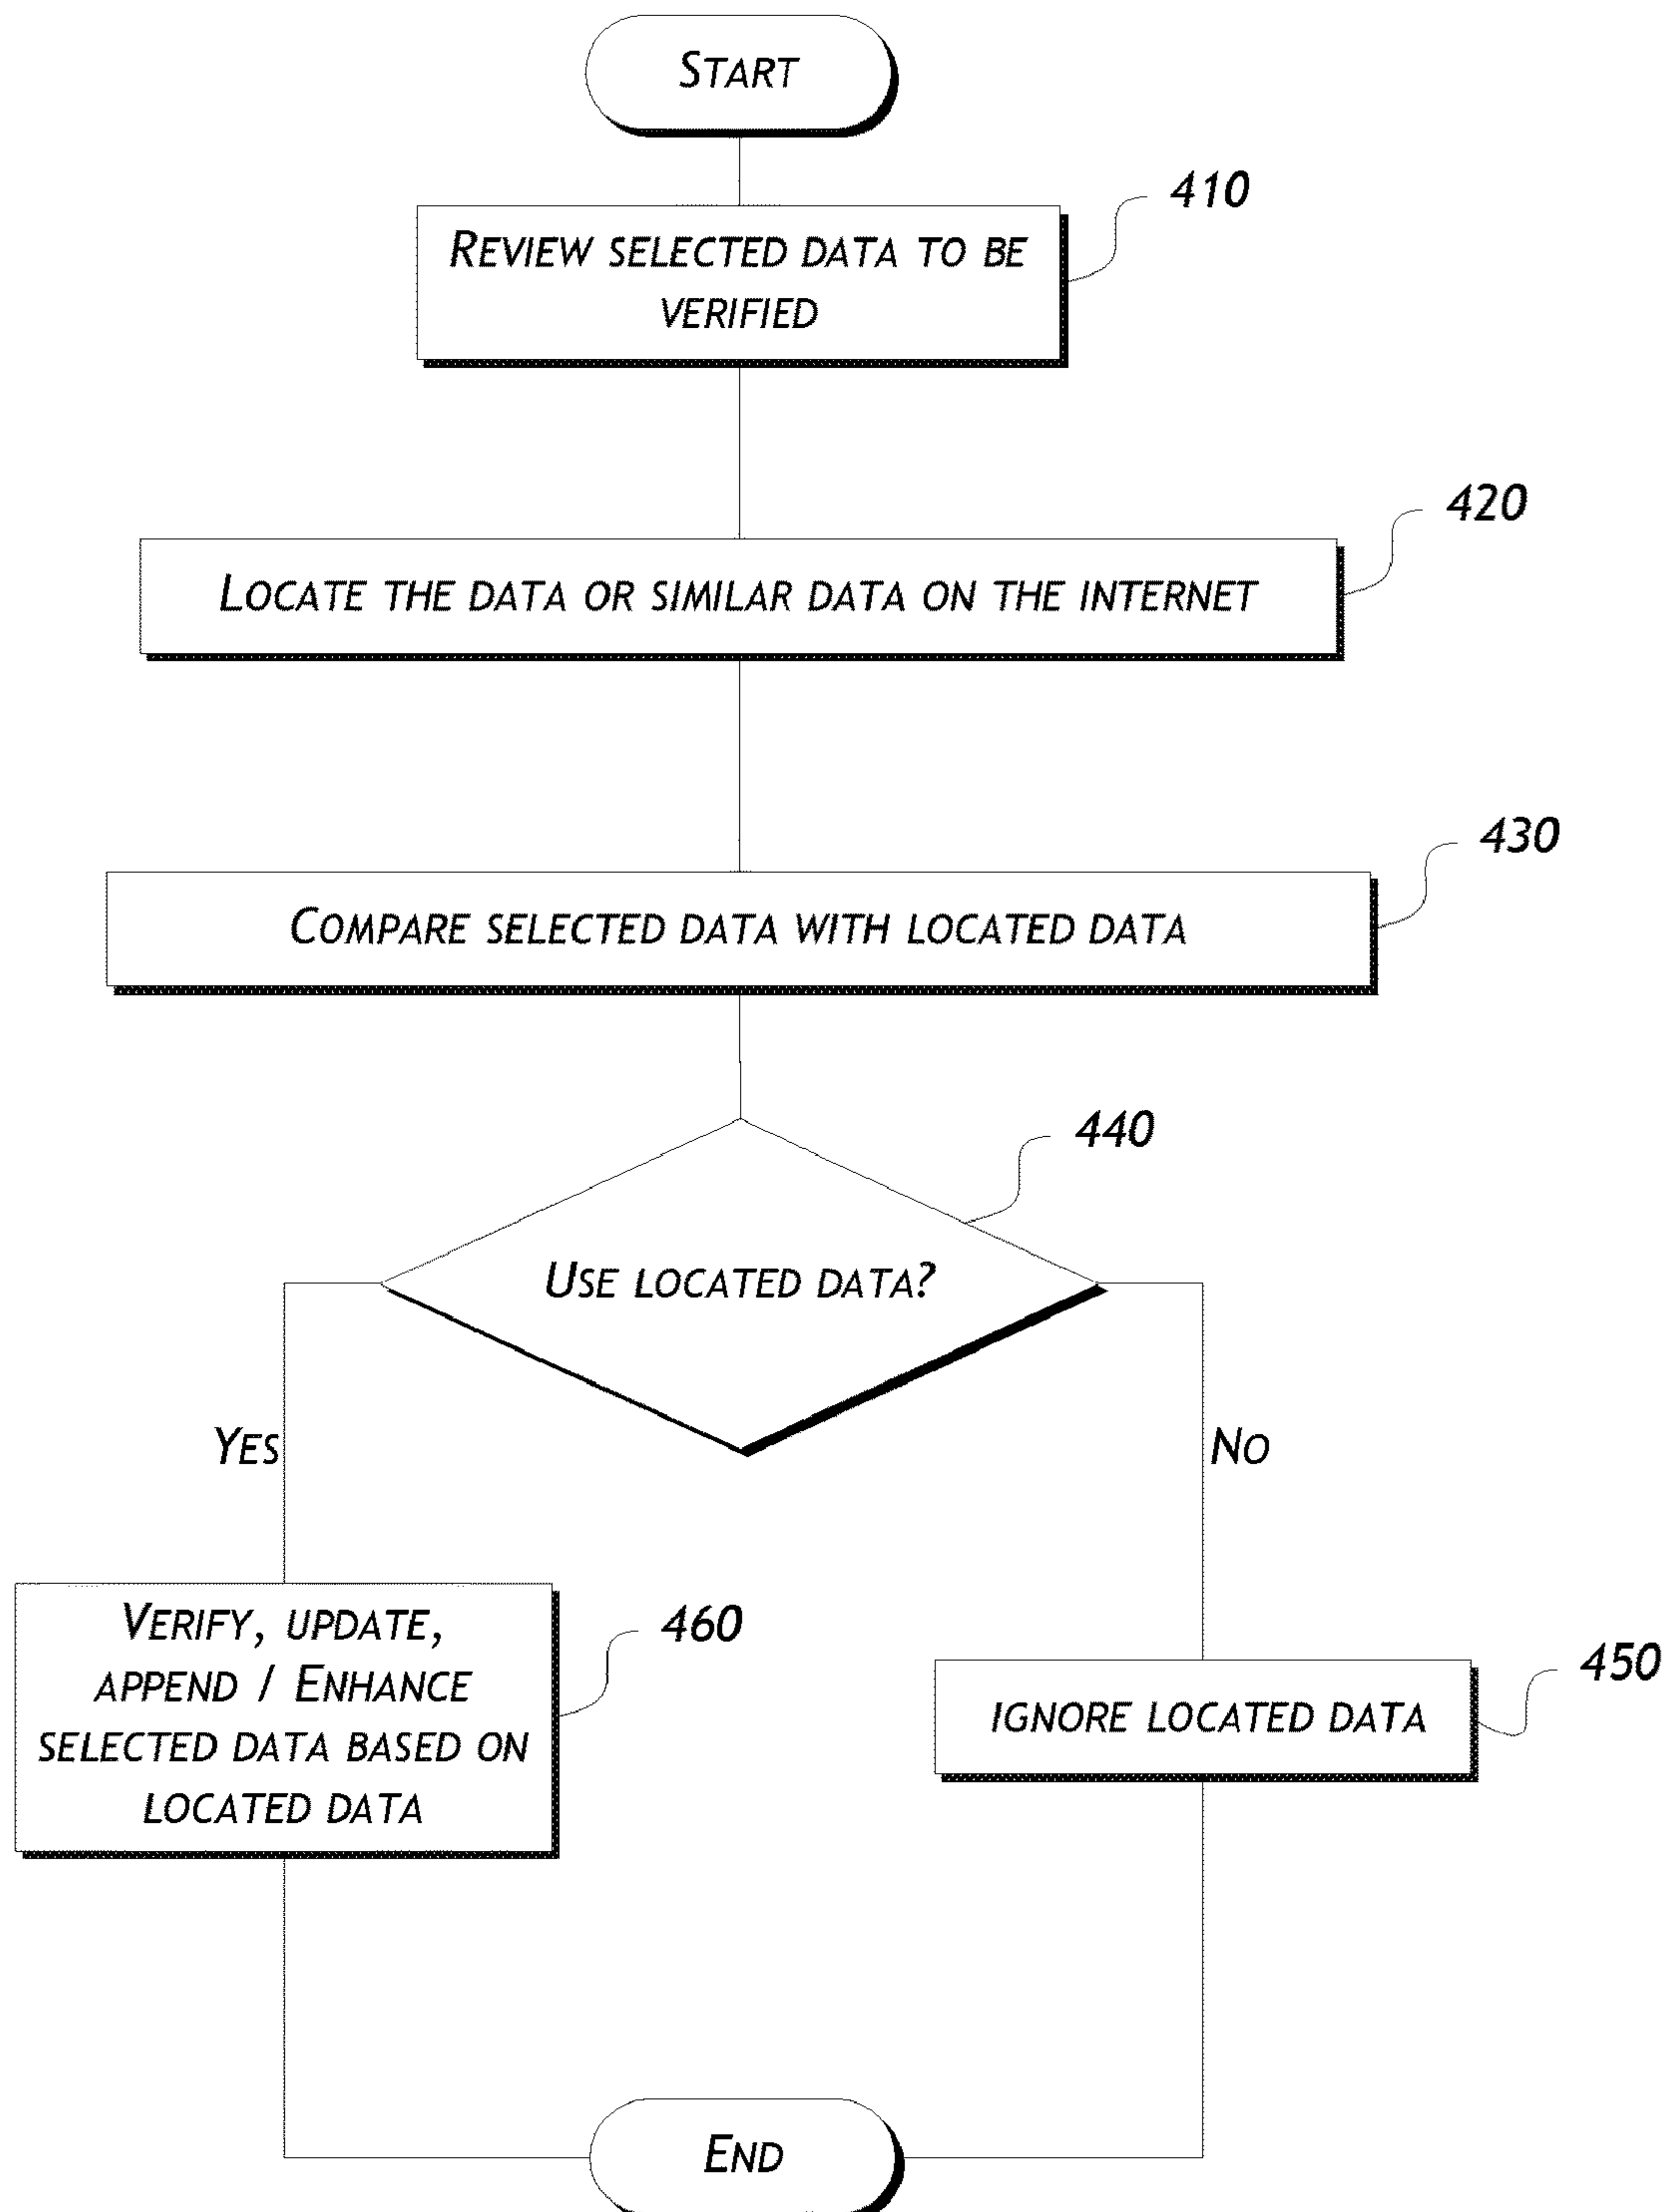 START
410
REVIEW SELECTED DATA TO BE
VERIFIED
420
LOCATE THE DATA OR SIMILAR DATA ON THE INTERNET
430
COMPARE SELECTED DATA WITH LOCATED DATA
440
USE LOCATED DATA?
YES
NO
VERIFY, UPDATE,
APPEND / ENHANCE
SELECTED DATA BASED ON
LOCATED DATA
460
450
IGNORE LOCATED DATA
END